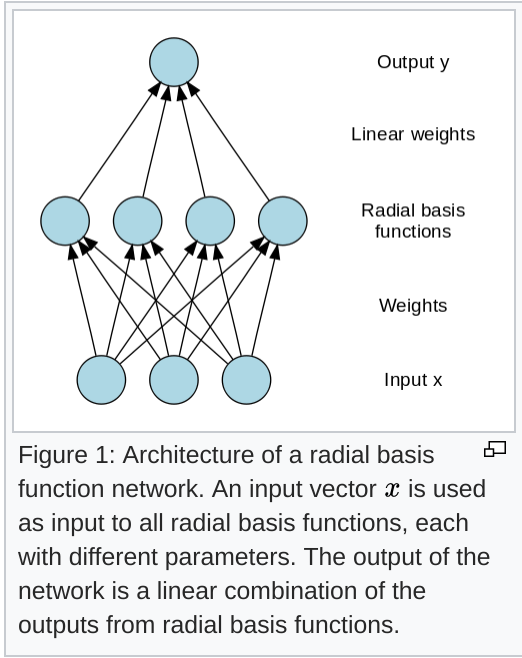 Output y
Linear weights
Radial basis
functions
Weights
Input x
Figure 1: Architecture of a radial basis
function network. An input vector x is used
as input to all radial basis functions, each
with different parameters. The output of the
network is a linear combination of the
outputs from radial basis functions.